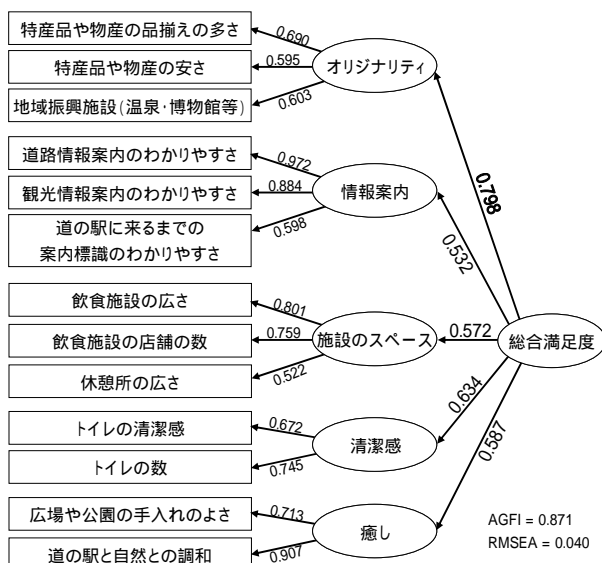 特産品や物産の品揃えの多さ
0.690
特産品や物産の安さ
0.595
オリジナリティ
地域振興施設(温泉・博物館等)
0.603
0.798
道路情報案内のわかりやすさ
0.972
観光情報案内のわかりやすさ
0.884
情報案内
道の駅に来るまでの
案内標識のわかりやすさ
0.598
0.532
飲食施設の広さ
0.801
飲食施設の店舗の数
0.759
施設のスペース
0.572
総合満足度
休憩所の広さ
0.522
0.634
トイレの清潔感
0.672
清潔感
トイレの数
0.745
0.587
広場や公園の手入れのよさ
0.713
癒し
道の駅と自然との調和
0.907
AGFI = 0.871
RMSEA = 0.040